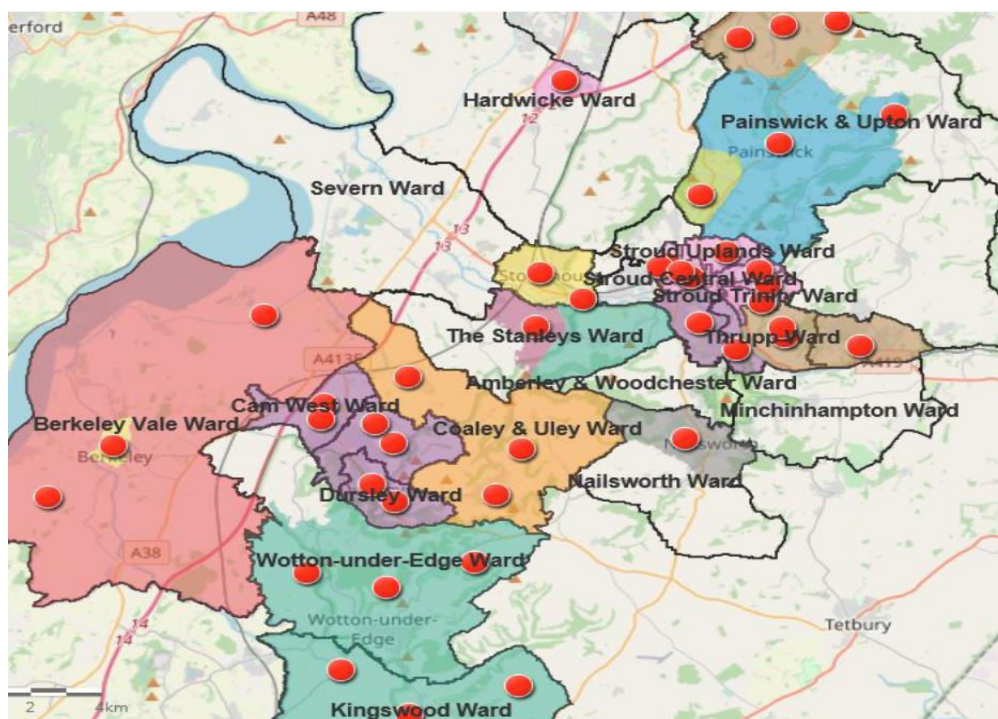 A48
erford
Hardwicke Ward
12
Painswick & Upton Ward
Painswick
Severn Ward
13
13
Stroud Uplands Ward
Stroud Central Ward
Stroud Trinity Ward
The Stanleys Ward
Thrupp Ward
A419
A4135
Amberley & Woodchester Ward
Cam West Ward
Minchinhampton Ward
Berkeley Vale Ward
Berkeley
Coaley & Uley Ward
Nailsworth Ward
Dursley Ward
A38
Wotton-under-Edge Ward
Wotton-under-
Edge
14
14
Tetbury
2
4km
Kingswood Ward